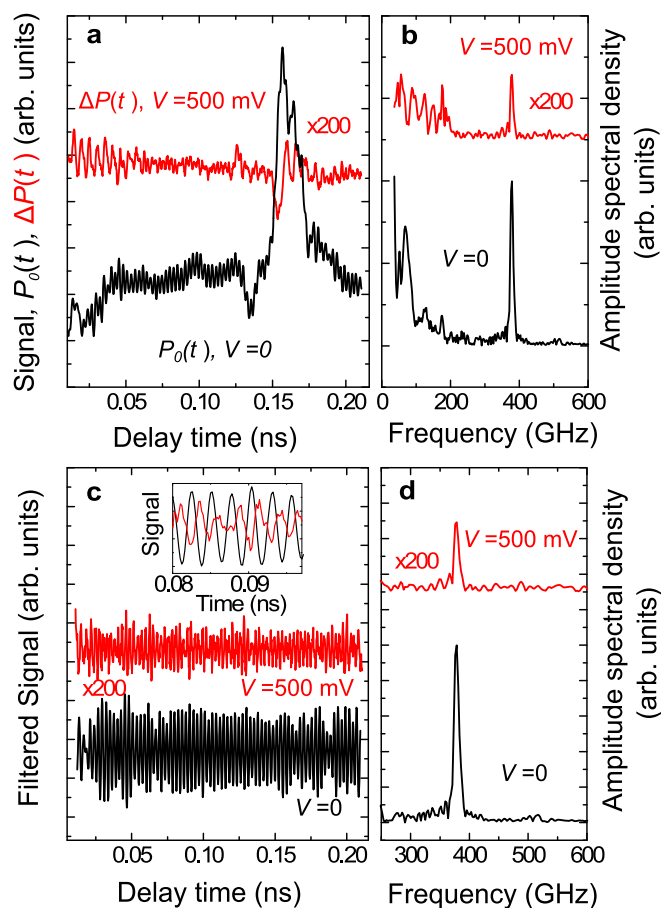 a
Signal, P₀(t), ΔP(t) (arb. units)
ΔP(t), V =500 mV
x200
P₀(t), V =0
0.05 0.10 0.15 0.20
Delay time (ns)
b
V =500 mV
x200
V =0
0 200 400 600
Frequency (GHz)
Amplitude spectral density
(arb. units)
c
Filtered Signal (arb. units)
Signal
0.08 0.09
Time (ns)
x200
V =500 mV
V =0
0.05 0.10 0.15 0.20
Delay time (ns)
d
V =500 mV
x200
V =0
300 400 500 600
Frequency (GHz)
Amplitude spectral density
(arb. units)